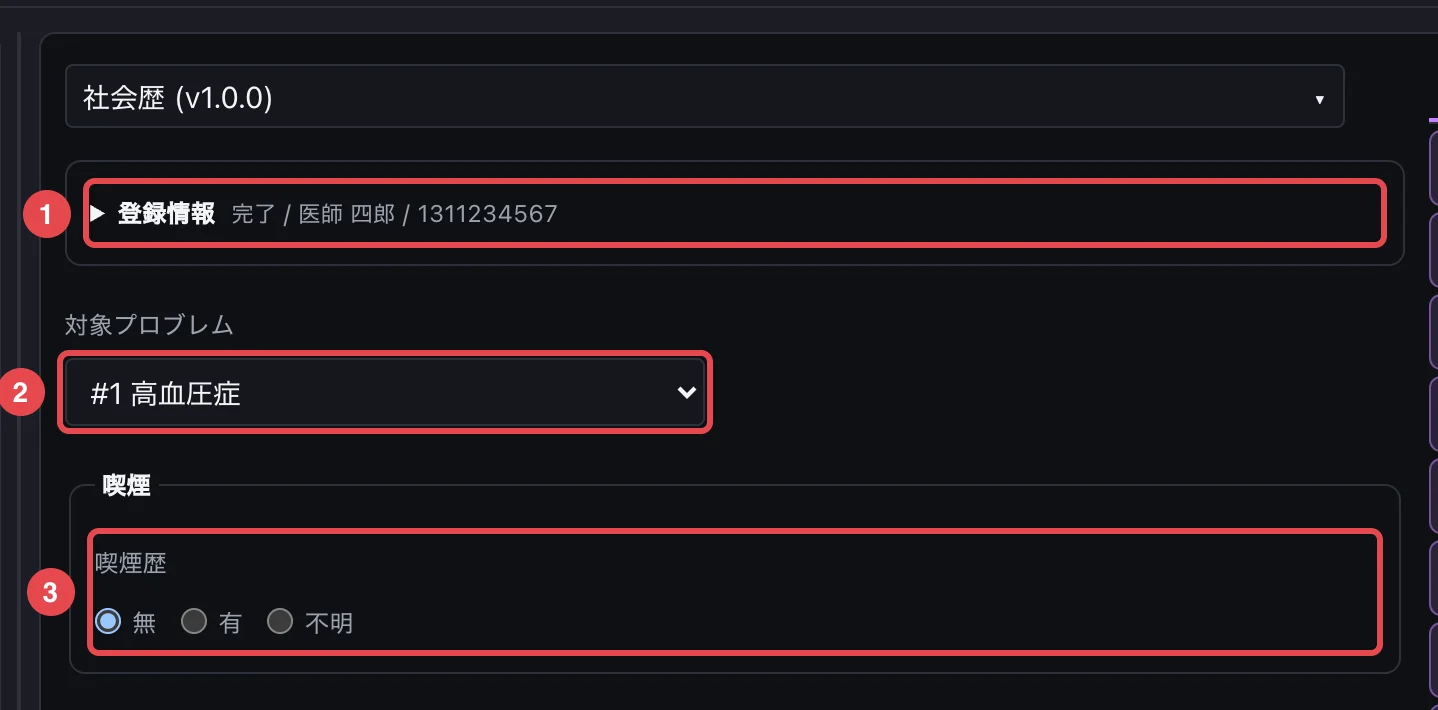 社会歴 (v1.0.0)
1 登録情報 完了 / 医師 四郎 / 1311234567
対象プロブレム
2 #1 高血圧症
喫煙
喫煙歴
3 無 有 不明